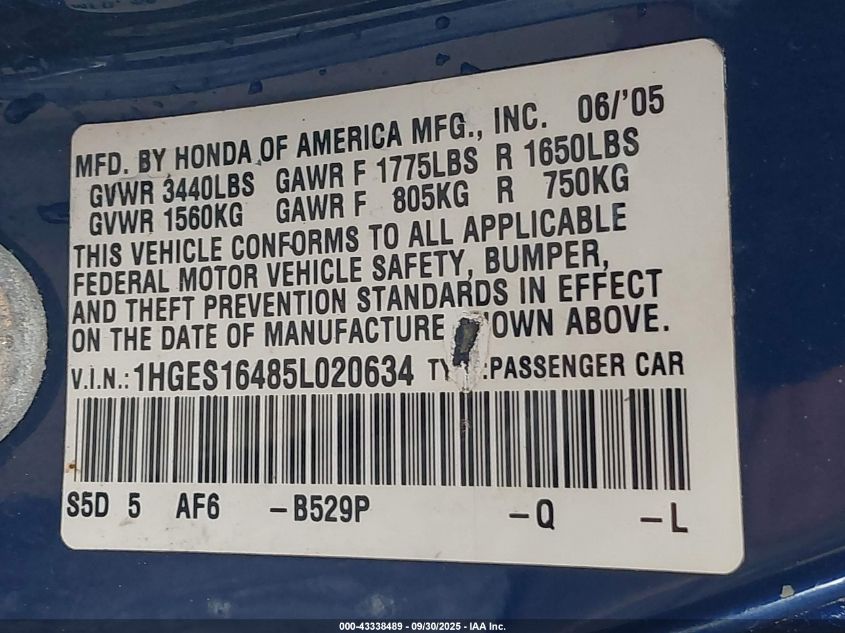 MFD. BY HONDA OF AMERICA MFG., INC. 06/'05
GVWR 3440LBS GAWR F 1775LBS R 1650LBS
GVWR 1560KG GAWR F 805KG R 750KG
THIS VEHICLE CONFORMS TO ALL APPLICABLE
FEDERAL MOTOR VEHICLE SAFETY, BUMPER,
AND THEFT PREVENTION STANDARDS IN EFFECT
ON THE DATE OF MANUFACTURE OWN ABOVE.
V.I.N.: 1HGES16485L020634 TY :PASSENGER CAR
S5D 5 AF6 -B529P -Q -L
000-43338489 - 09/30/2025 - IAA Inc.